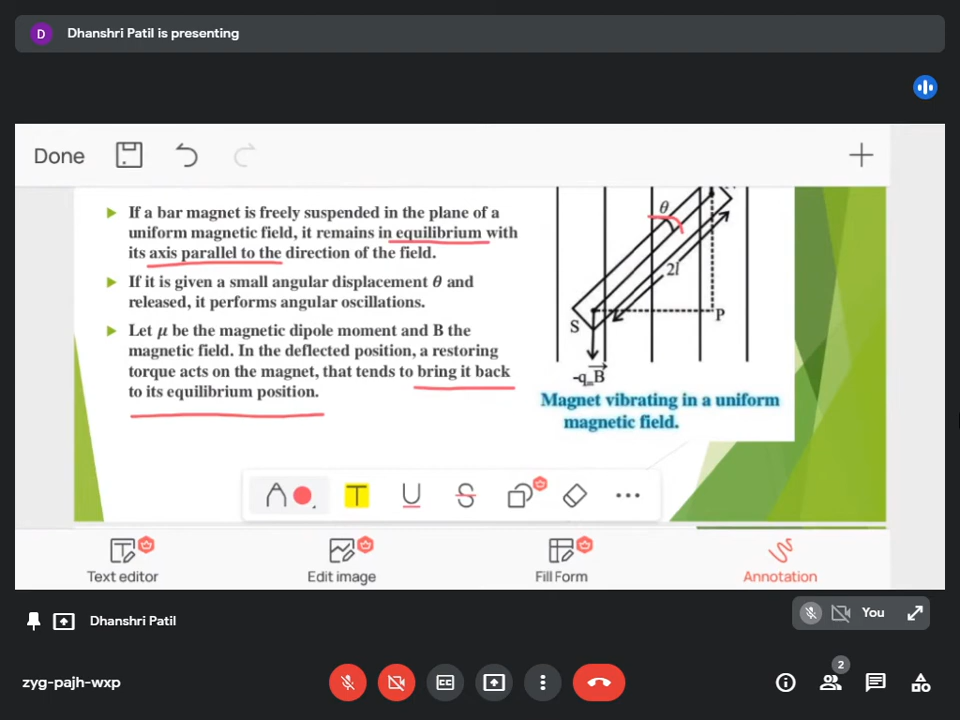 D
Dhanshri Patil is presenting
Done
If a bar magnet is freely suspended in the plane of a
uniform magnetic field, it remains in equilibrium with
its axis parallel to the direction of the field.
If it is given a small angular displacement θ and
released, it performs angular oscillations.
Let μ be the magnetic dipole moment and B the
magnetic field. In the deflected position, a restoring
torque acts on the magnet, that tends to bring it back
to its equilibrium position.
θ
2l
S
P
-qₘB
Magnet vibrating in a uniform
magnetic field.
T
U
S
Text editor
Edit image
Fill Form
Annotation
Dhanshri Patil
You
zyg-pajh-wxp
CC
2